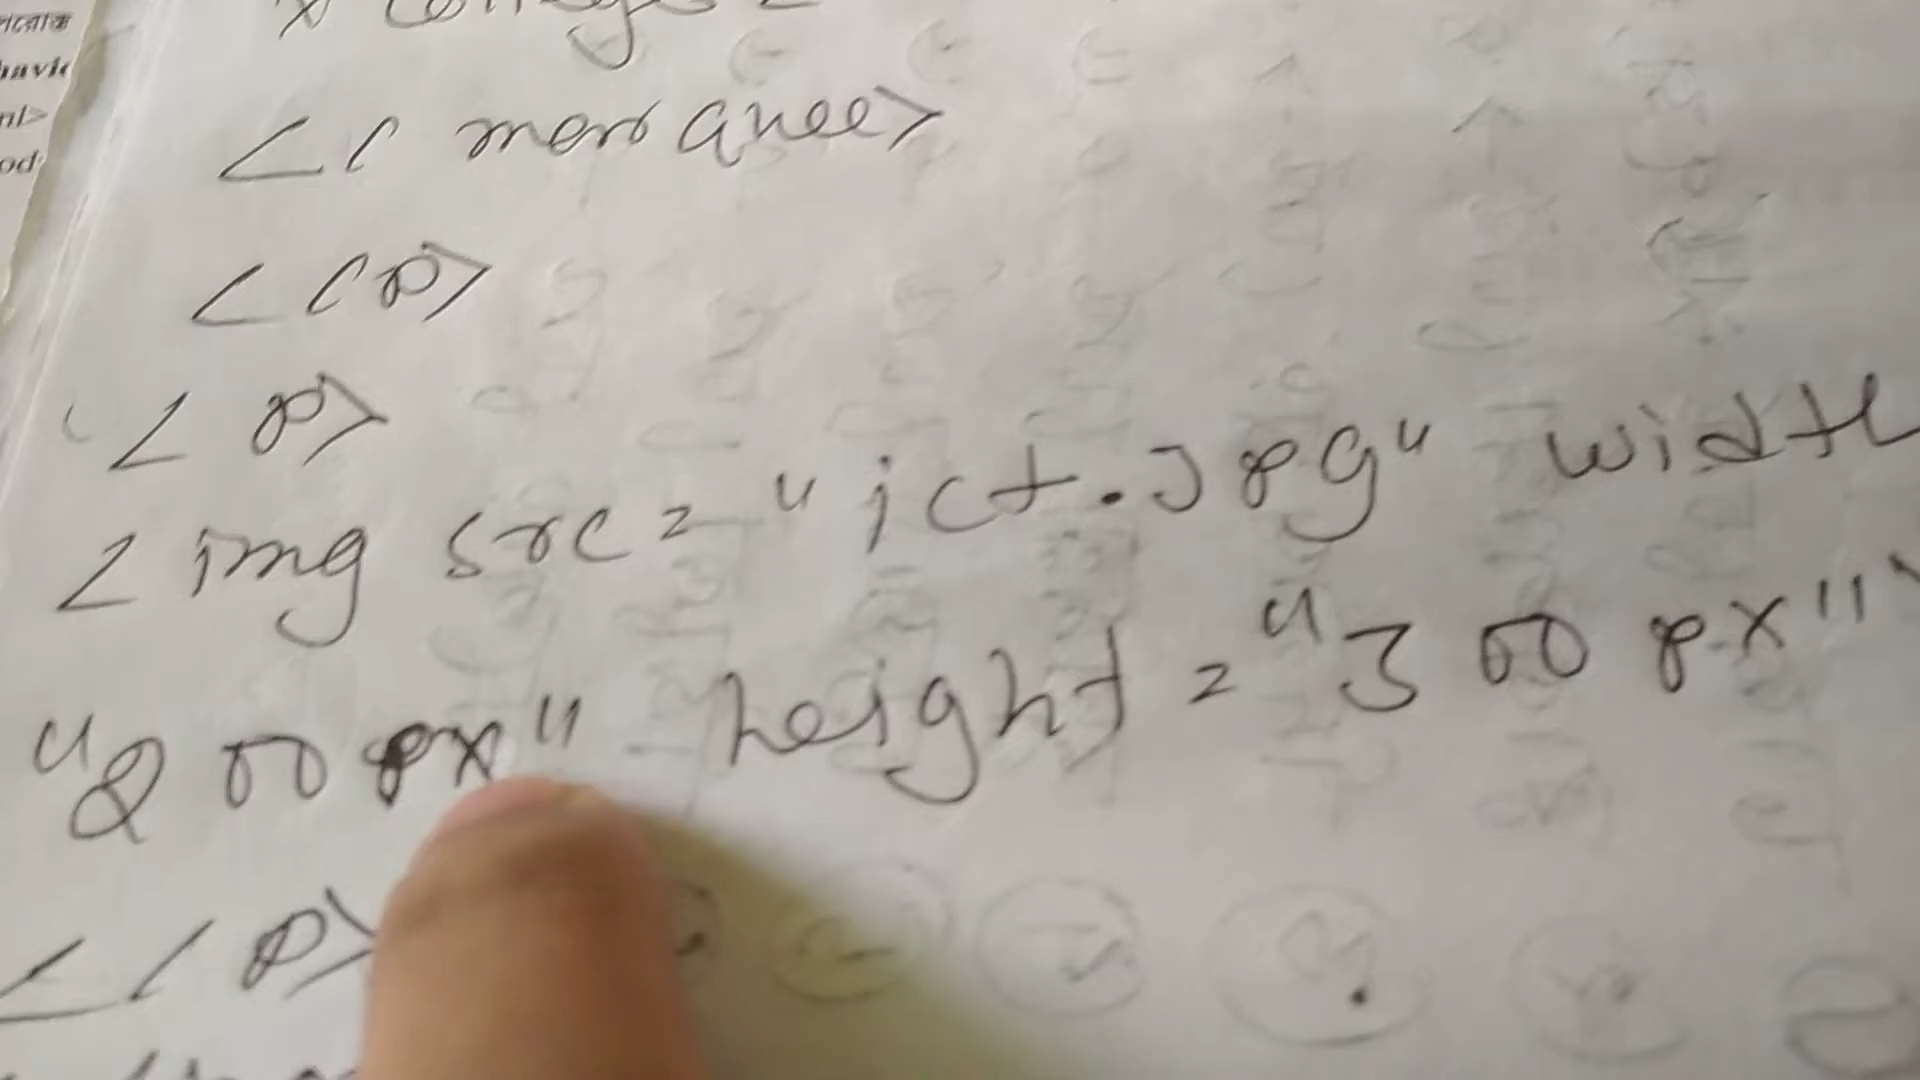 </marquee>
</p>
<p>
<img src="ict.jpg" width
"200px" height="300px"
</p>